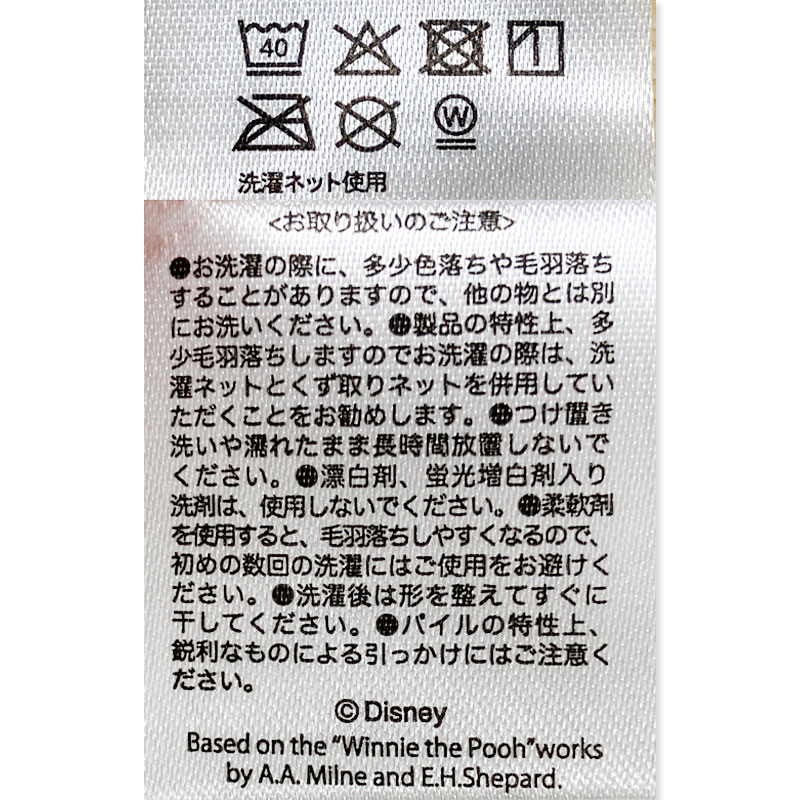 40
W
洗濯ネット使用
<お取り扱いのご注意>
●お洗濯の際に、多少色落ちや毛羽落ち
することがありますので、他の物とは別
にお洗いください。●製品の特性上、多
少毛羽落ちしますのでお洗濯の際は、洗
濯ネットとくず取りネットを併用してい
ただくことをお勧めします。●つけ置き
洗いや濡れたまま長時間放置しないで
ください。●漂白剤、蛍光増白剤入り
洗剤は、使用しないでください。●柔軟剤
を使用すると、毛羽落ちしやすくなるので、
初めの数回の洗濯にはご使用をお避けく
ださい。●洗濯後は形を整えてすぐに
干してください。●パイルの特性上、
鋭利なものによる引っかけにはご注意く
ださい。
©Disney
Based on the "Winnie the Pooh"works
by A.A. Milne and E.H.Shepard.